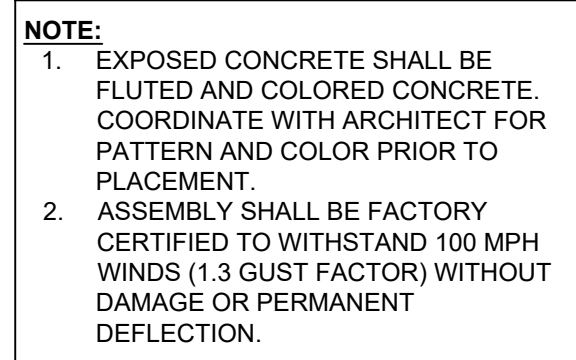 NOTE:
1. EXPOSED CONCRETE SHALL BE
FLUTED AND COLORED CONCRETE.
COORDINATE WITH ARCHITECT FOR
PATTERN AND COLOR PRIOR TO
PLACEMENT.
2. ASSEMBLY SHALL BE FACTORY
CERTIFIED TO WITHSTAND 100 MPH
WINDS (1.3 GUST FACTOR) WITHOUT
DAMAGE OR PERMANENT
DEFLECTION.